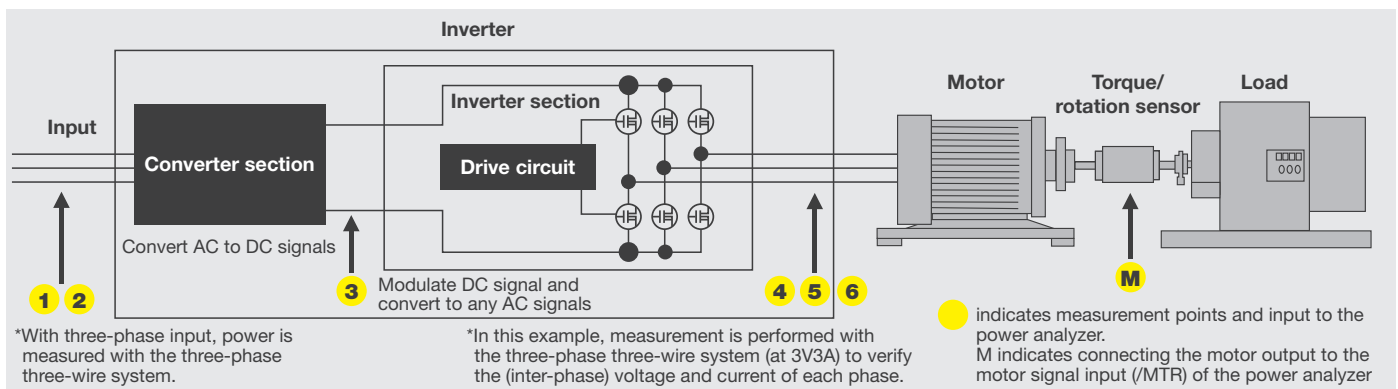 Inverter
Input
Converter section
Convert AC to DC signals
Inverter section
Drive circuit
Modulate DC signal and
convert to any AC signals
Motor
Torque/
rotation sensor
Load
1 2
3
4 5 6
M
*With three-phase input, power is
measured with the three-phase
three-wire system.
*In this example, measurement is performed with
the three-phase three-wire system (at 3V3A) to verify
the (inter-phase) voltage and current of each phase.
indicates measurement points and input to the
power analyzer.
M indicates connecting the motor output to the
motor signal input (/MTR) of the power analyzer